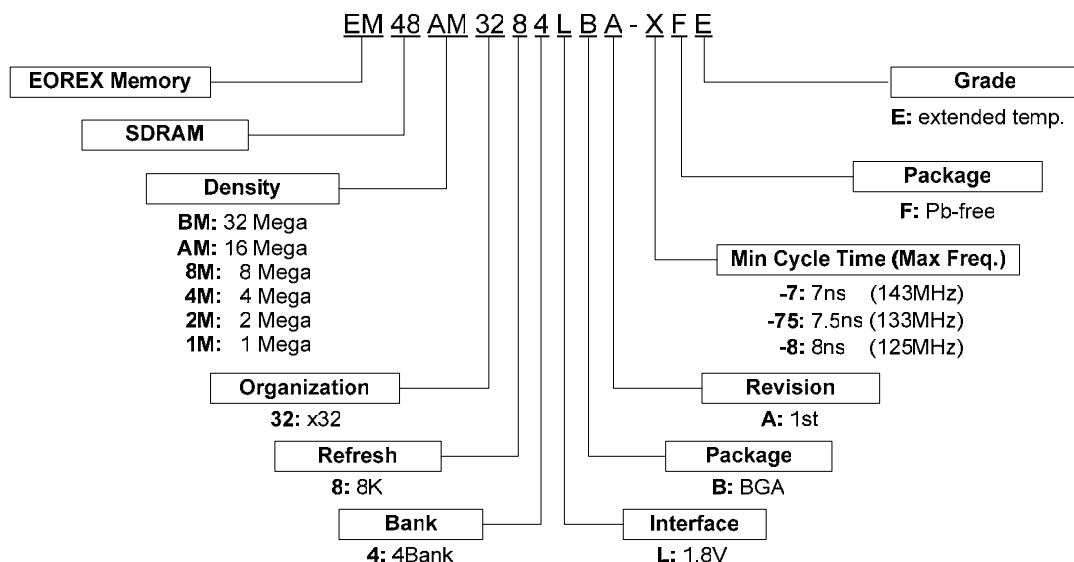 EM 48 AM 32 8 4 L B A - X F E
EOREX Memory
SDRAM
Density
BM: 32 Mega
AM: 16 Mega
8M: 8 Mega
4M: 4 Mega
2M: 2 Mega
1M: 1 Mega
Organization
32: x32
Refresh
8: 8K
Bank
4: 4Bank
Grade
E: extended temp.
Package
F: Pb-free
Min Cycle Time (Max Freq.)
-7: 7ns (143MHz)
-75: 7.5ns (133MHz)
-8: 8ns (125MHz)
Revision
A: 1st
Package
B: BGA
Interface
L: 1.8V